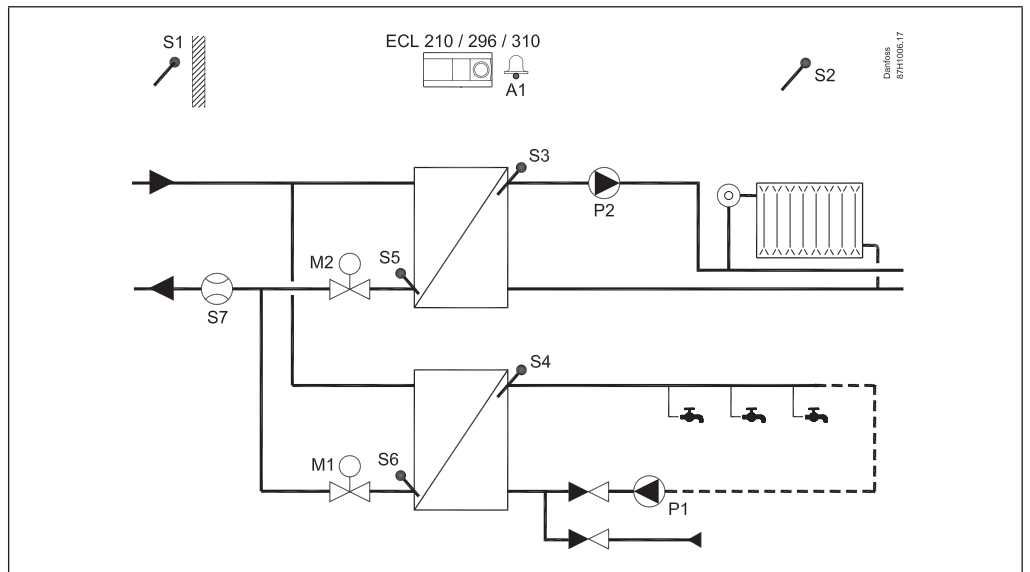 S1
ECL 210 / 296 / 310
A1
S2
Danfoss
87H1006.17
S3
P2
M2
S5
S7
S4
M1
S6
P1